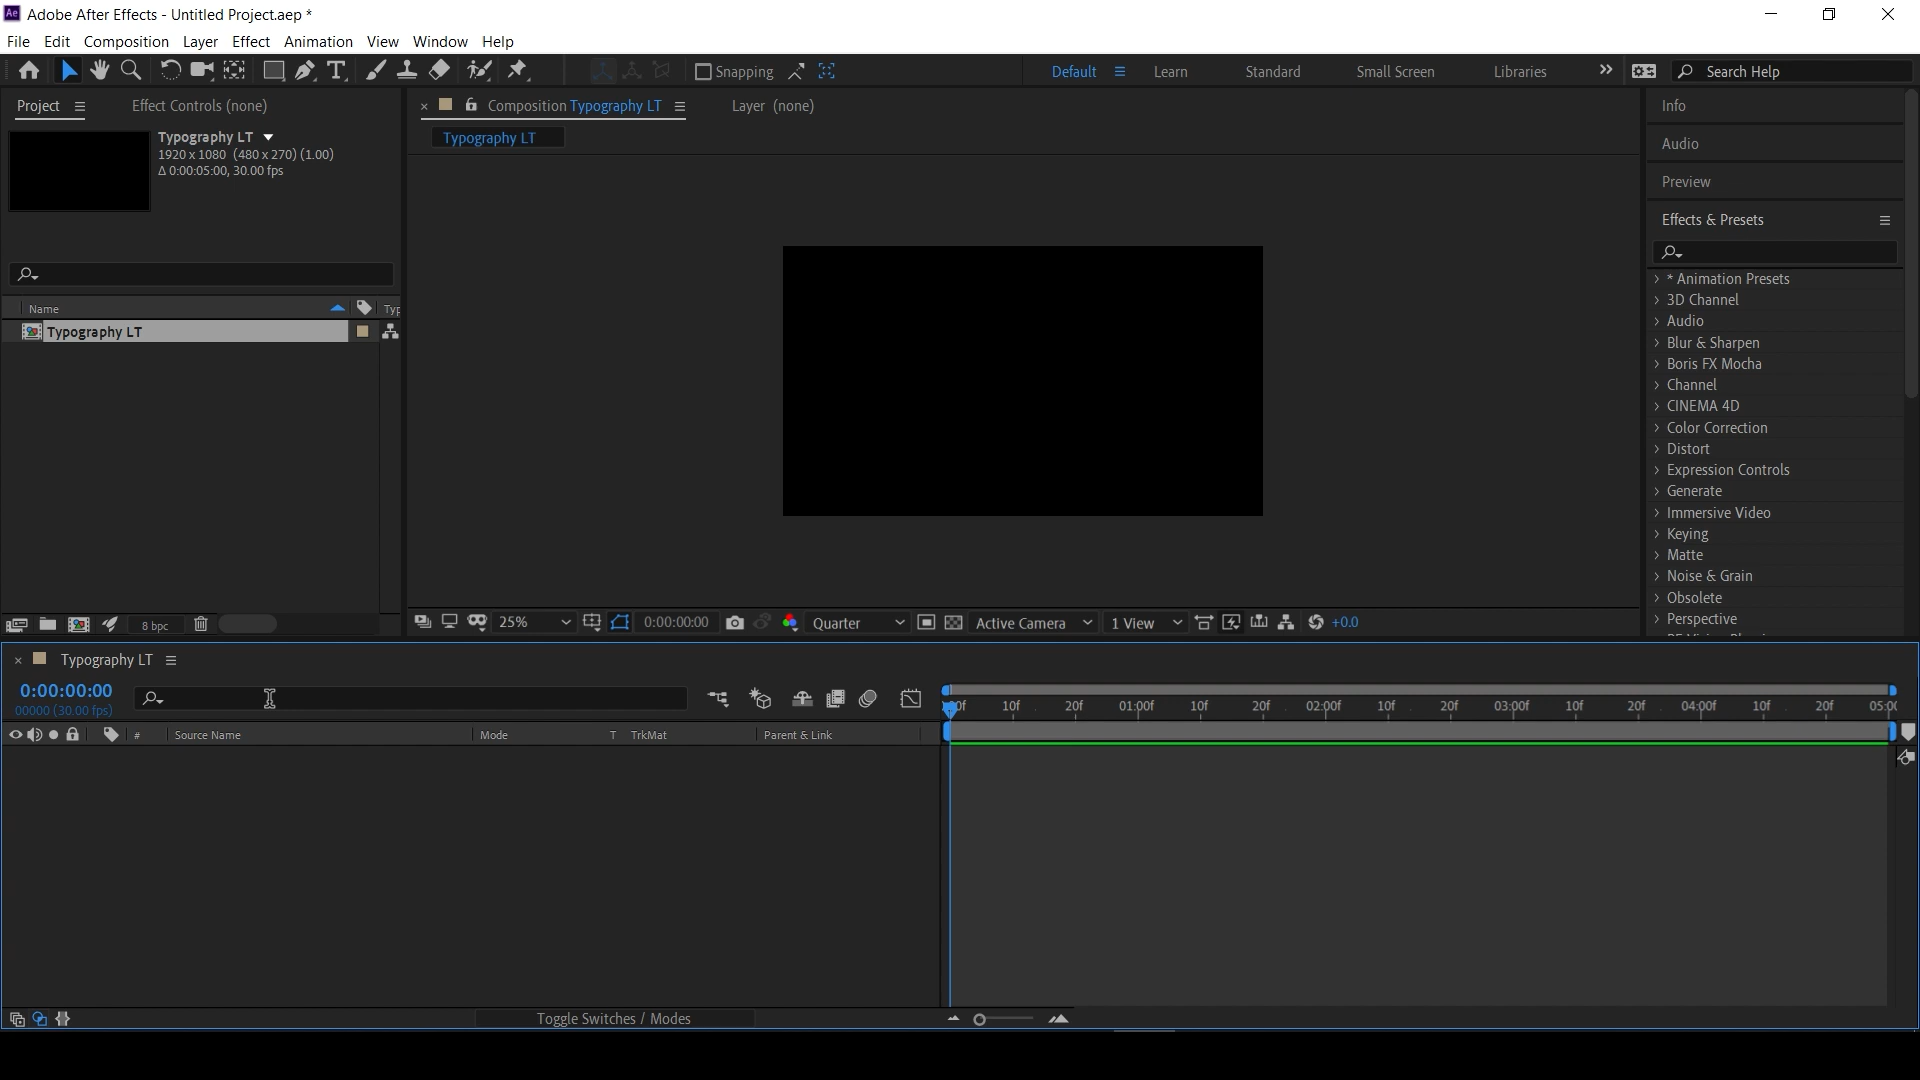 Ae Adobe After Effects - Untitled Project.aep *
File Edit Composition Layer Effect Animation View Window Help
T Snapping Default Learn Standard Small Screen Libraries Search Help
Project Effect Controls (none)
Typography LT
1920 x 1080 (480 x 270) (1.00)
Δ 0:00:05:00, 30.00 fps
Name Typ
Typography LT
8 bpc
× Composition Typography LT Layer (none)
Typography LT
25% 0:00:00:00 Quarter Active Camera 1 View +0.0
Info
Audio
Preview
Effects & Presets
* Animation Presets
3D Channel
Audio
Blur & Sharpen
Boris FX Mocha
Channel
CINEMA 4D
Color Correction
Distort
Expression Controls
Generate
Immersive Video
Keying
Matte
Noise & Grain
Obsolete
Perspective
× Typography LT
0:00:00:00
00000 (30.00 fps)
10f 20f 01:00f 10f 20f 02:00f 10f 20f 03:00f 10f 20f 04:00f 10f 20f 05:00
# Source Name Mode T TrkMat Parent & Link
Toggle Switches / Modes